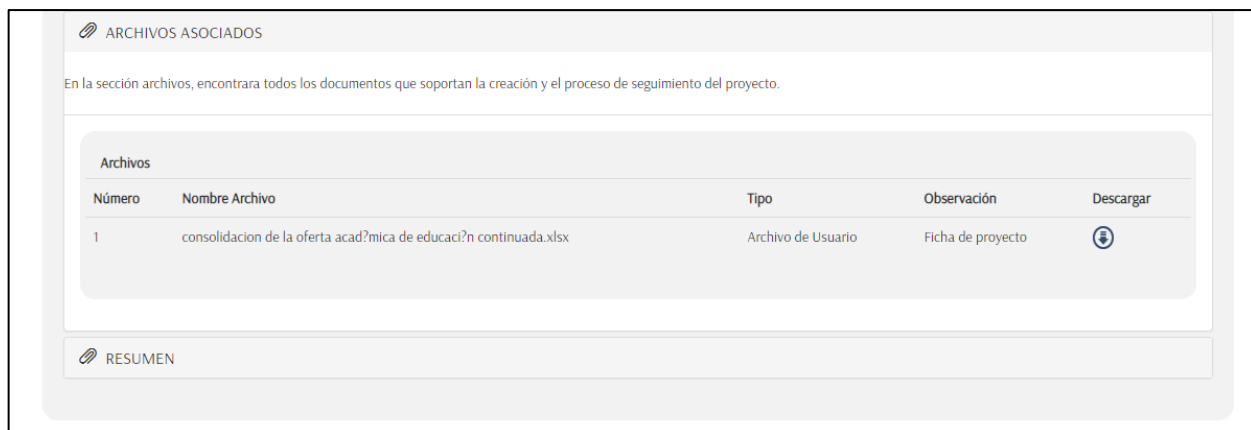 ARCHIVOS ASOCIADOS
En la sección archivos, encontrara todos los documentos que soportan la creación y el proceso de seguimiento del proyecto.
Archivos
Número Nombre Archivo Tipo Observación Descargar
1 consolidacion de la oferta acad?mica de educaci?n continuada.xlsx Archivo de Usuario Ficha de proyecto
RESUMEN